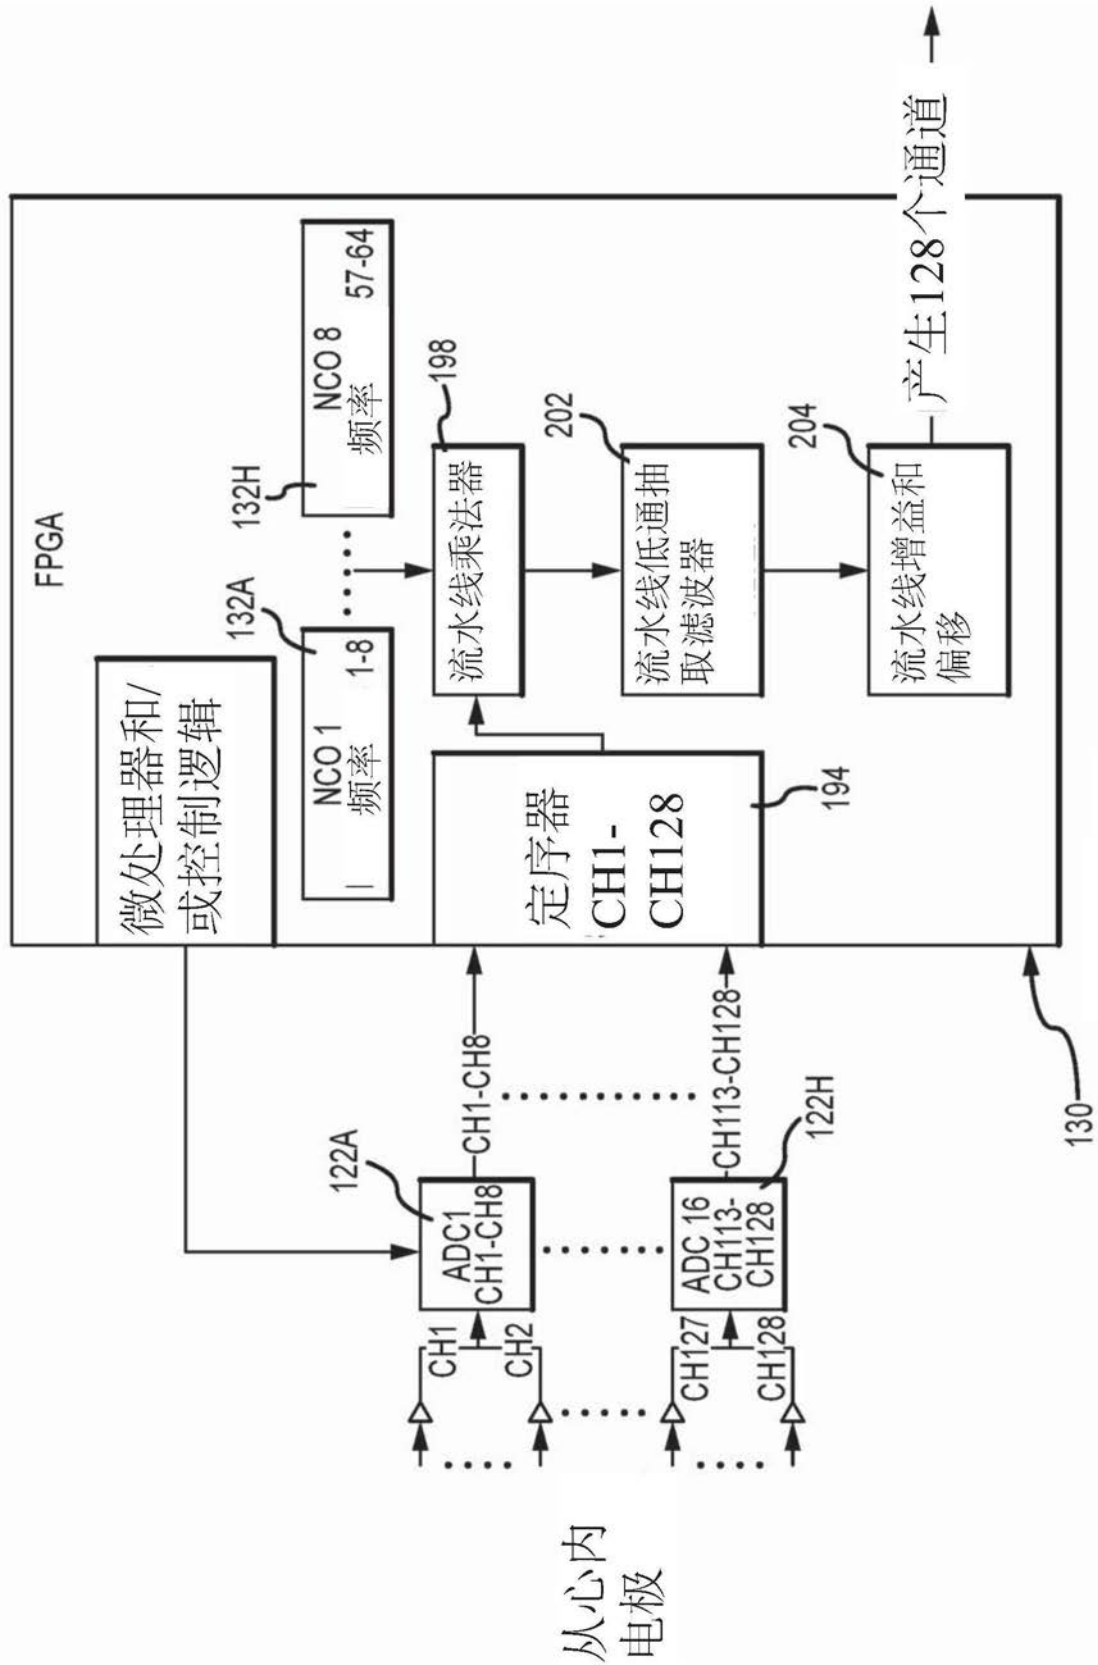 FPGA
微处理器和/
或控制逻辑
132A
132H
NCO 1
频率 1-8
NCO 8
频率 57-64
198
流水线乘法器
202
流水线低通抽
取滤波器
204
流水线增益和
偏移
产生128个通道
定序器
CH1-
CH128
194
CH1-CH8
CH113-CH128
130
122A
ADC1
CH1-CH8
122H
ADC 16
CH113-
CH128
CH1
CH2
CH127
CH128
从心内
电极